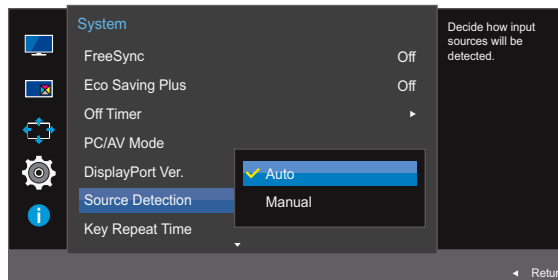 System
FreeSync Off
Eco Saving Plus Off
Off Timer
PC/AV Mode
DisplayPort Ver.
Source Detection
Key Repeat Time
Auto
Manual
Decide how input
sources will be
detected.